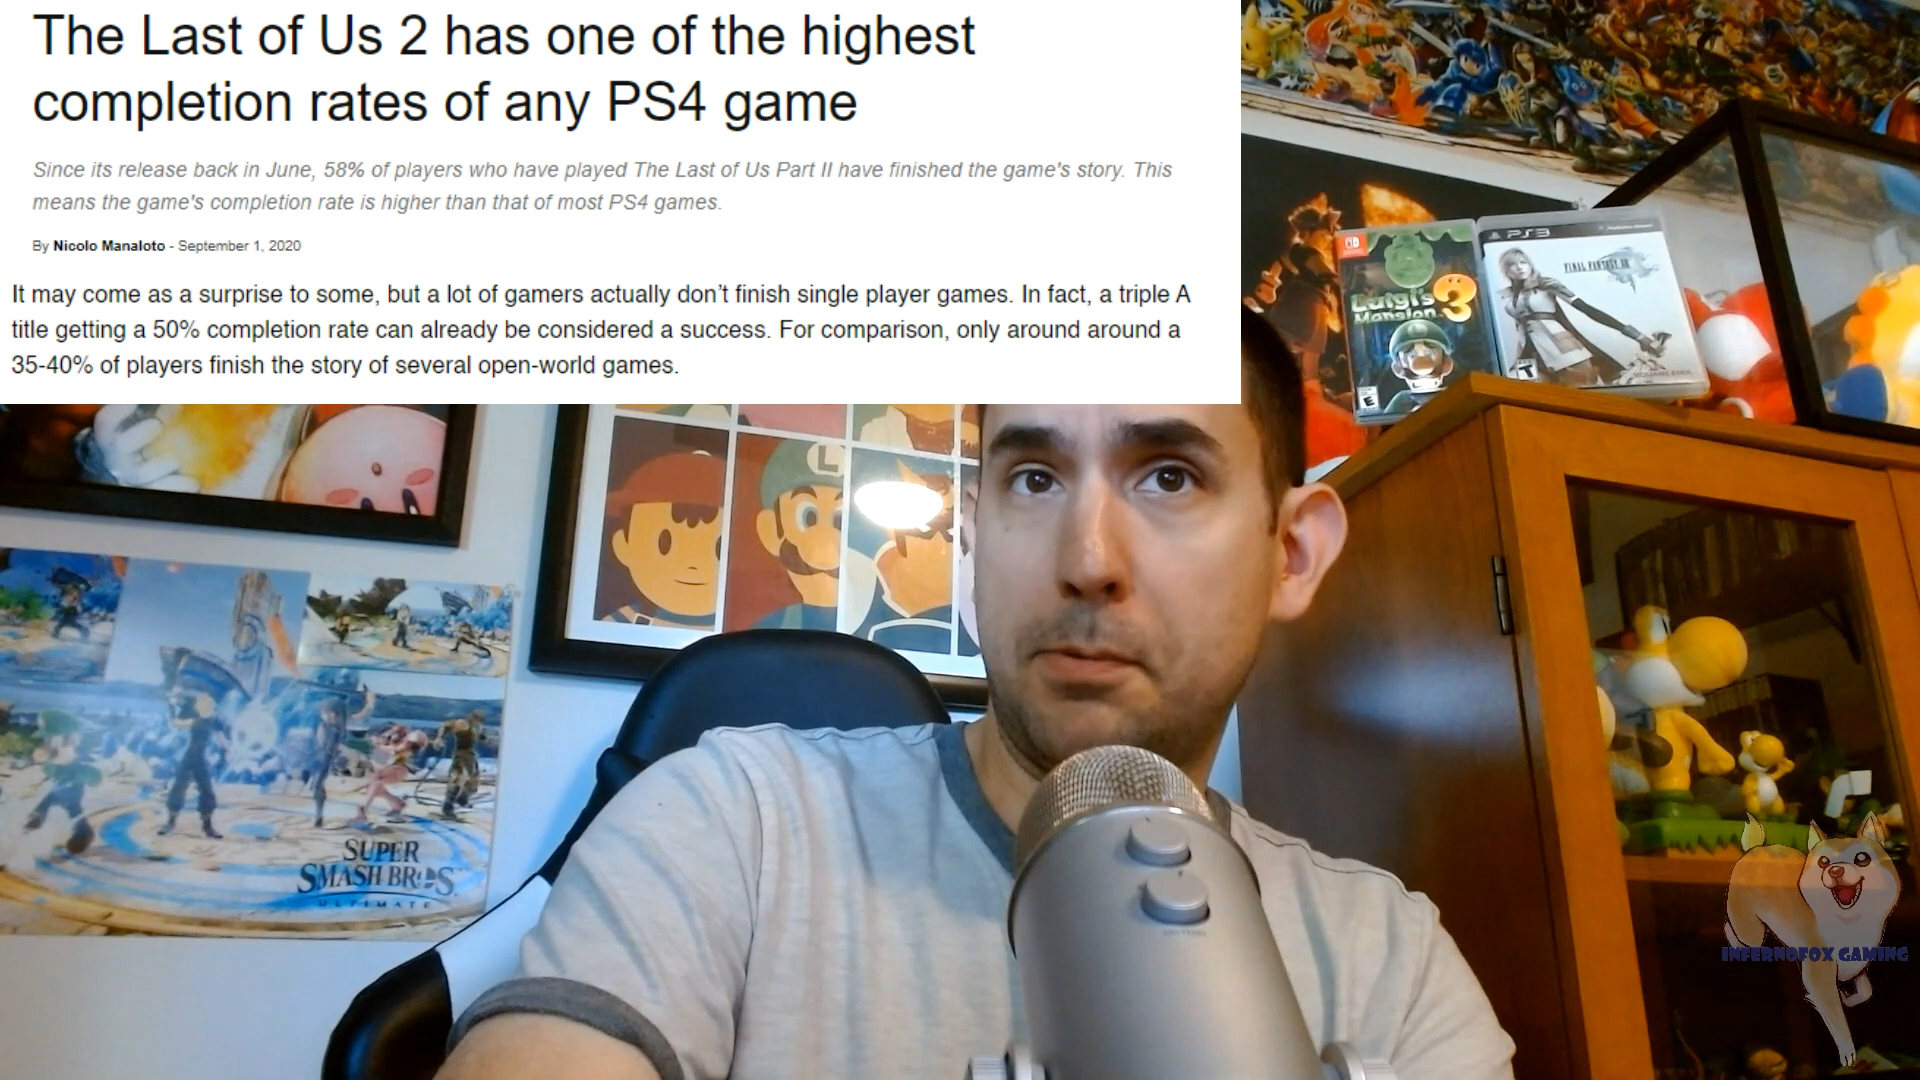 The Last of Us 2 has one of the highest
completion rates of any PS4 game
Since its release back in June, 58% of players who have played The Last of Us Part II have finished the game's story. This
means the game's completion rate is higher than that of most PS4 games.
By Nicolo Manaloto - September 1, 2020
It may come as a surprise to some, but a lot of gamers actually don't finish single player games. In fact, a triple A
title getting a 50% completion rate can already be considered a success. For comparison, only around around a
35-40% of players finish the story of several open-world games.
PS3
FINAL FANTASY XIII
Luigi's
Mansion 3
E
T
SQUARE ENIX
L
SUPER
SMASH BROS.
ULTIMATE
INFERNOFOX GAMING